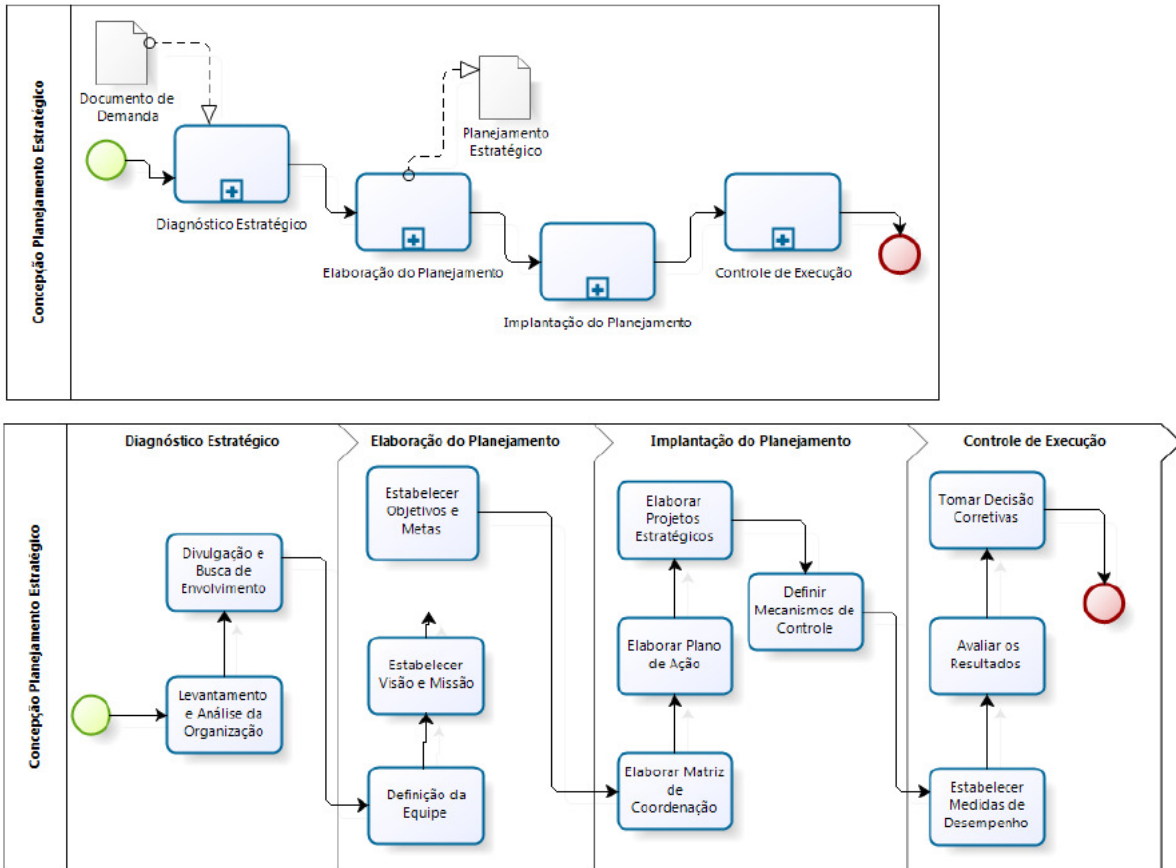 Concepção Planejamento Estratégico
Documento de
Demanda
Planejamento
Estratégico
Diagnóstico Estratégico
Elaboração do Planejamento
Controle de Execução
Implantação do Planejamento
Concepção Planejamento Estratégico
Diagnóstico Estratégico
Elaboração do Planejamento
Implantação do Planejamento
Controle de Execução
Levantamento
e Análise da
Organização
Divulgação e
Busca de
Envolvimento
Definição da
Equipe
Estabelecer
Visão e Missão
Estabelecer
Objetivos e
Metas
Elaborar Matriz
de
Coordenação
Elaborar Plano
de Ação
Elaborar
Projetos
Estratégicos
Definir
Mecanismos de
Controle
Estabelecer
Medidas de
Desempenho
Avaliar os
Resultados
Tomar Decisão
Corretivas